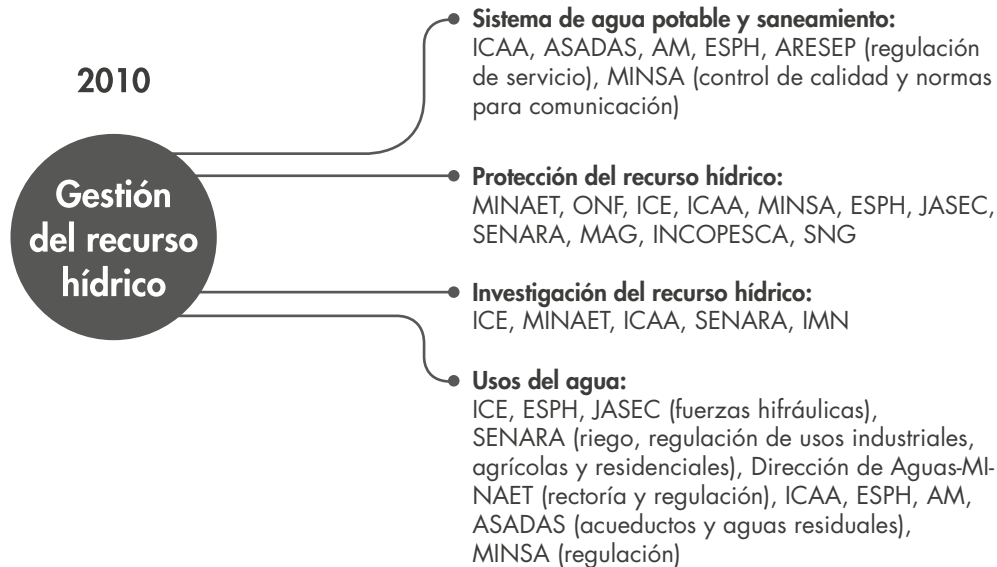 2010
Gestión
del recurso
hídrico
Sistema de agua potable y saneamiento:
ICAA, ASADAS, AM, ESPH, ARESEP (regulación
de servicio), MINSA (control de calidad y normas
para comunicación)
Protección del recurso hídrico:
MINAET, ONF, ICE, ICAA, MINSA, ESPH, JASEC,
SENARA, MAG, INCOPESCA, SNG
Investigación del recurso hídrico:
ICE, MINAET, ICAA, SENARA, IMN
Usos del agua:
ICE, ESPH, JASEC (fuerzas hifráulicas),
SENARA (riego, regulación de usos industriales,
agrícolas y residenciales), Dirección de Aguas-MI-
NAET (rectoría y regulación), ICAA, ESPH, AM,
ASADAS (acueductos y aguas residuales),
MINSA (regulación)